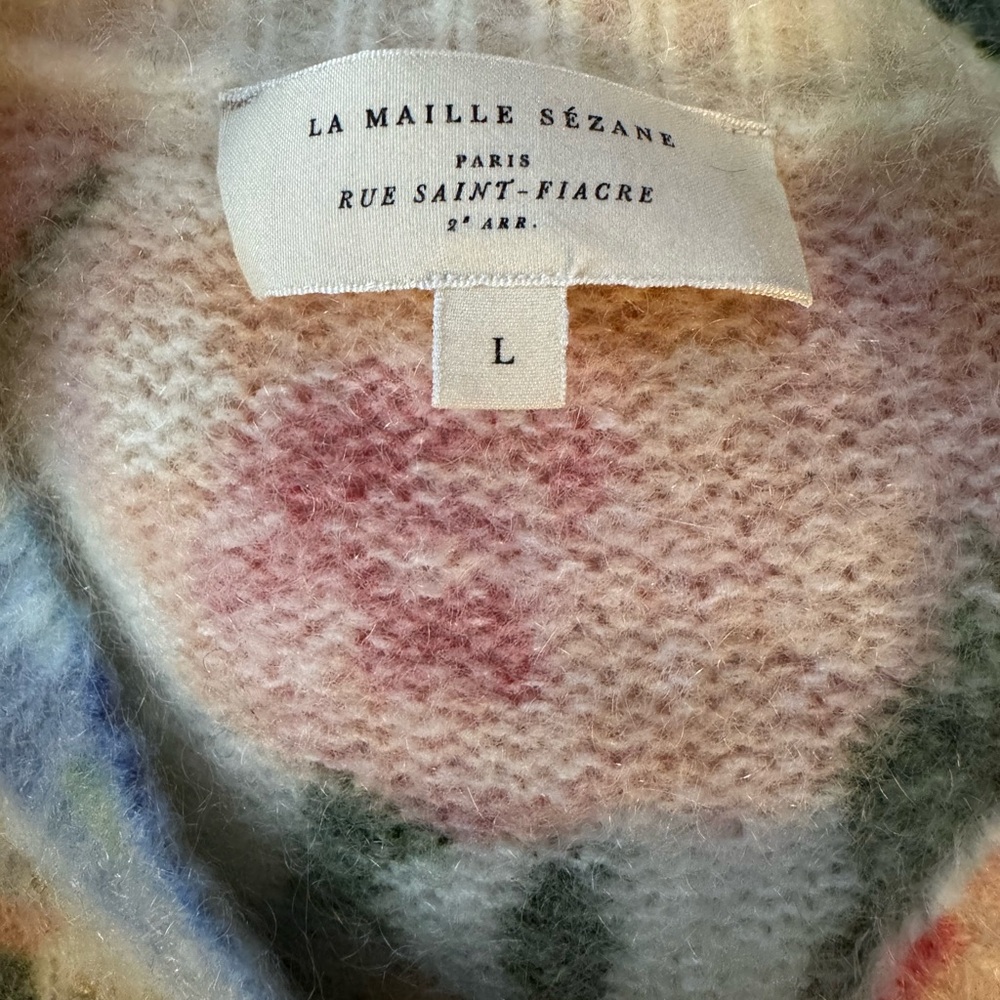 LA MAILLE SÉZANE
PARIS
RUE SAINT-FIACRE
2e ARR.
L